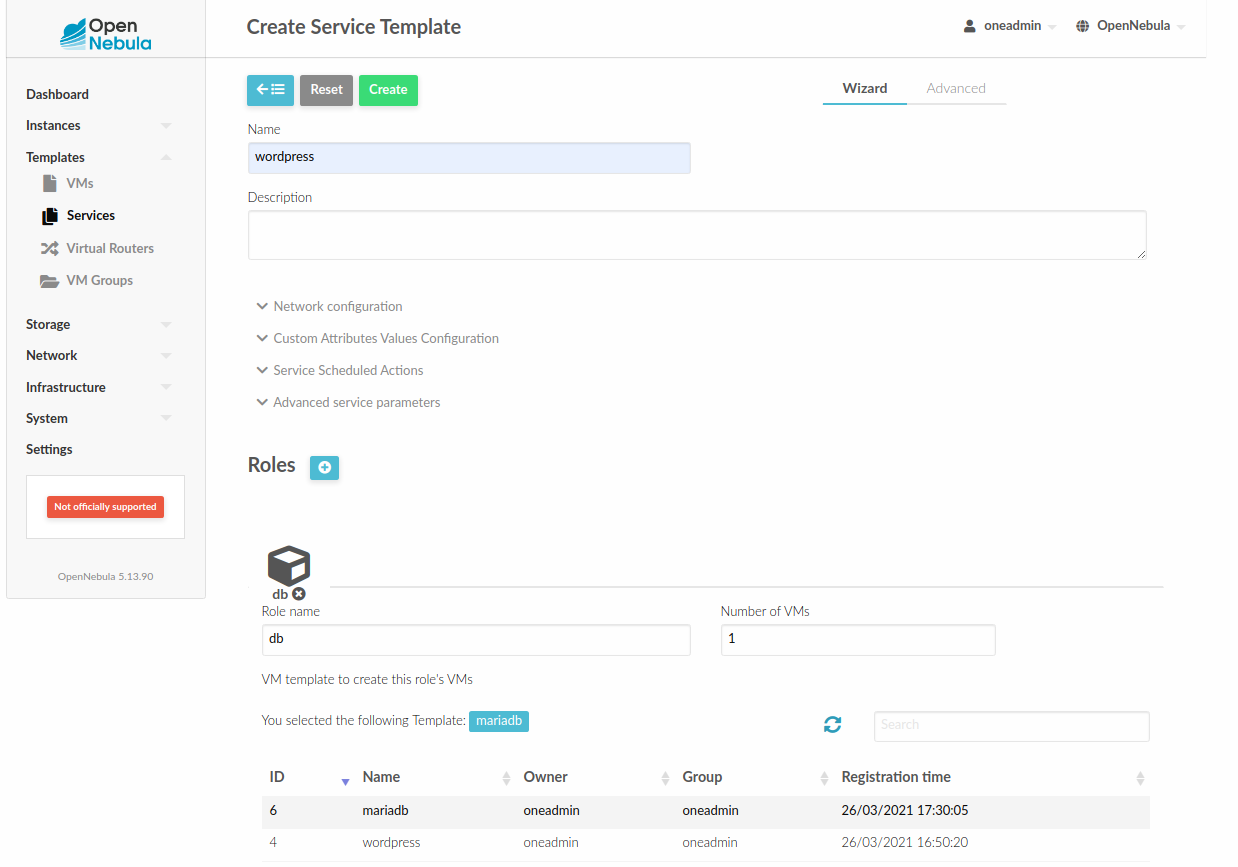 Open
Nebula
Create Service Template
oneadmin
OpenNebula
Dashboard
Instances
Templates
VMs
Services
Virtual Routers
VM Groups
Storage
Network
Infrastructure
System
Settings
Not officially supported
OpenNebula 5.13.90
Reset
Create
Wizard
Advanced
Name
wordpress
Description
Network configuration
Custom Attributes Values Configuration
Service Scheduled Actions
Advanced service parameters
Roles
db
Role name
Number of VMs
db
1
VM template to create this role's VMs
You selected the following Template: mariadb
Search
ID Name Owner Group Registration time
6 mariadb oneadmin oneadmin 26/03/2021 17:30:05
4 wordpress oneadmin oneadmin 26/03/2021 16:50:20